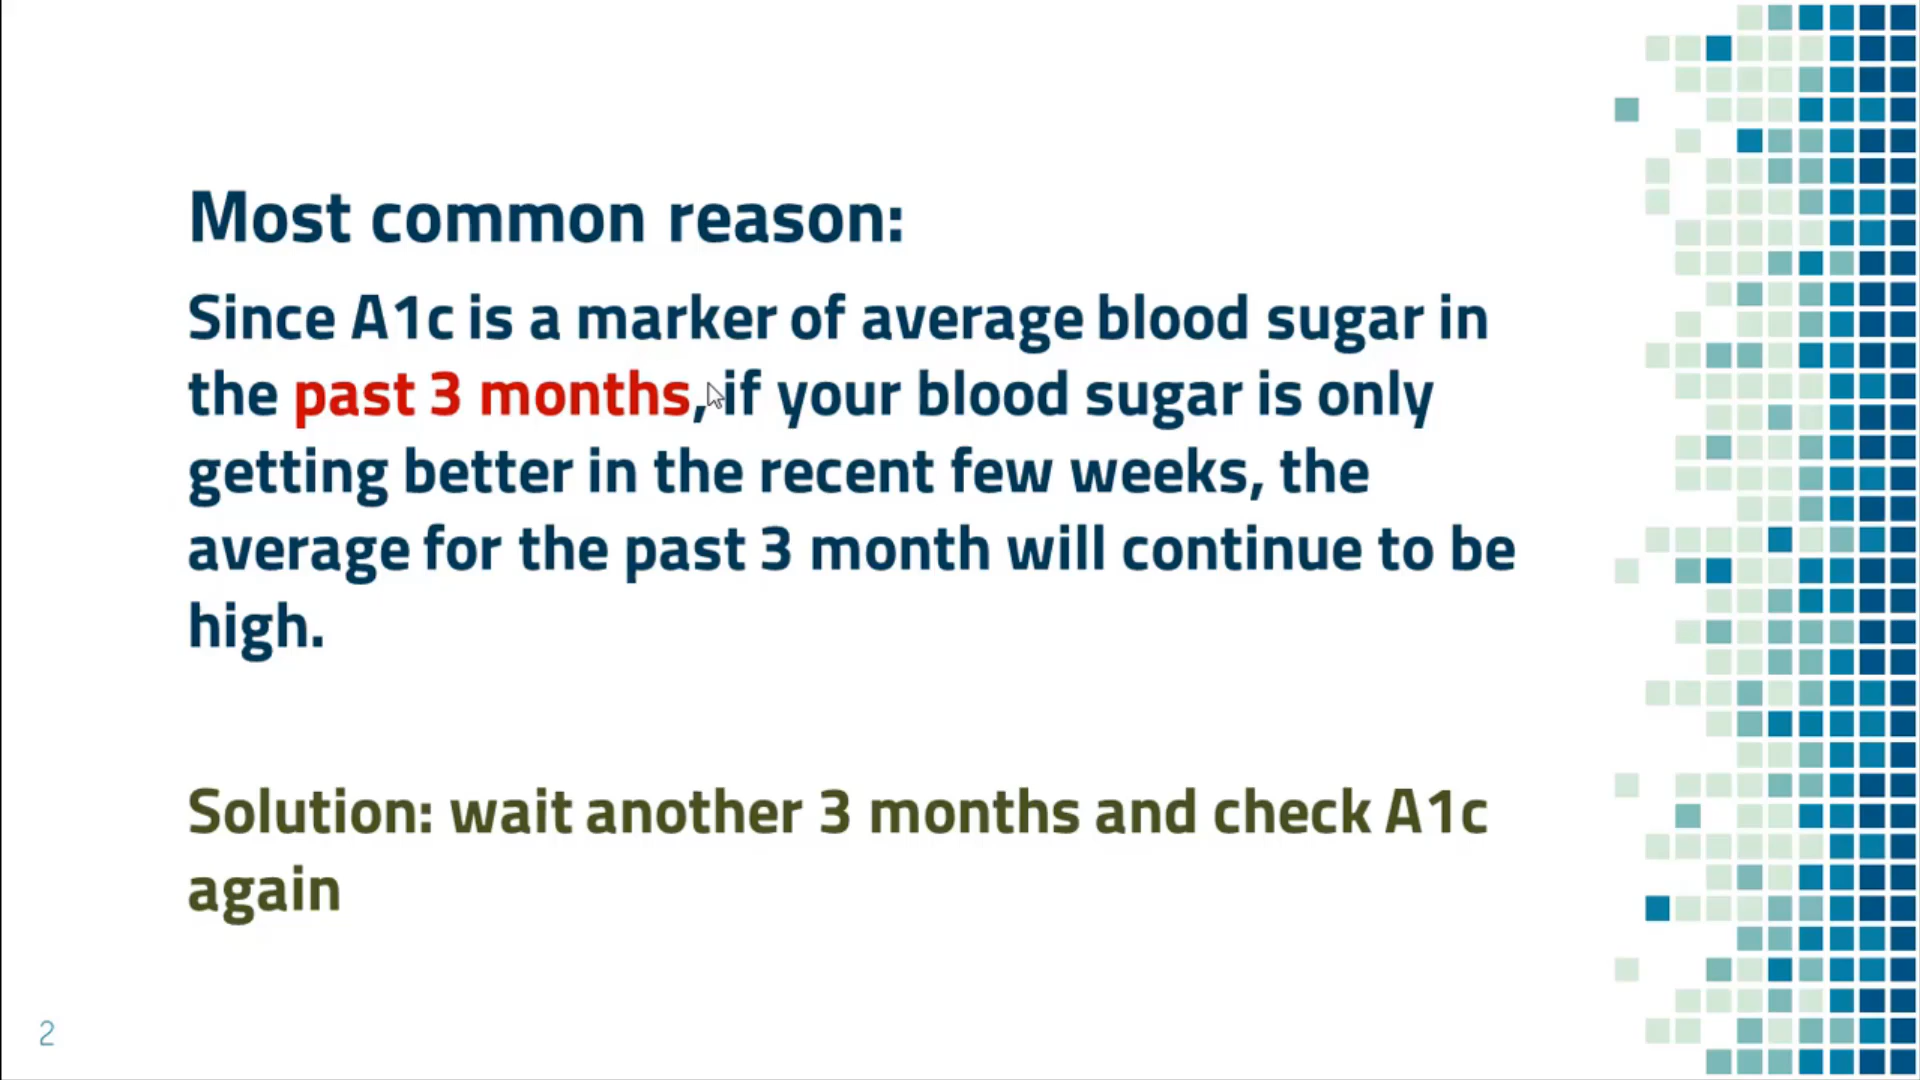 Most common reason:
Since A1c is a marker of average blood sugar in
the past 3 months, if your blood sugar is only
getting better in the recent few weeks, the
average for the past 3 month will continue to be
high.
Solution: wait another 3 months and check A1c
again
2